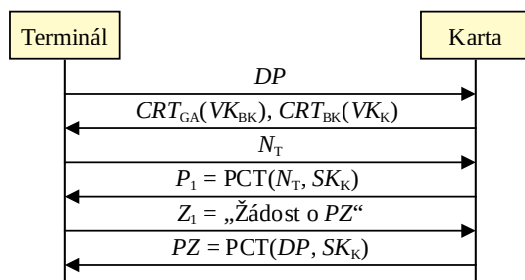 Terminál Karta
DP
CRT_GA(VK_BK), CRT_BK(VK_K)
N_T
P_1 = PCT(N_T, SK_K)
Z_1 = „Žádost o PZ“
PZ = PCT(DP, SK_K)